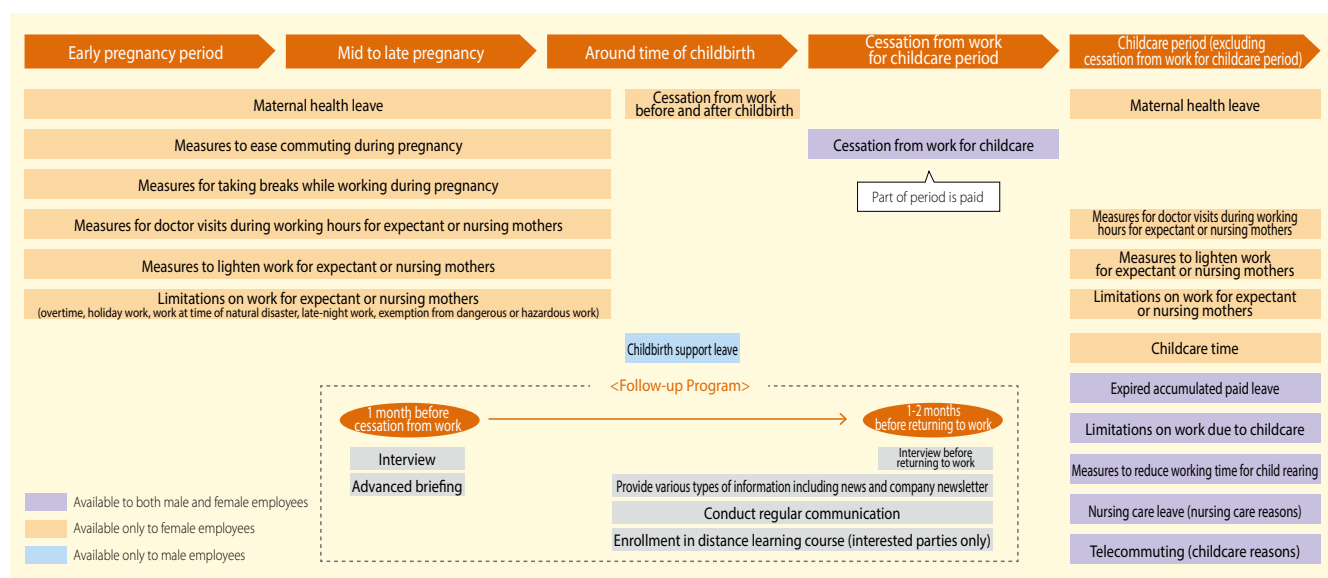 Early pregnancy period
Mid to late pregnancy
Around time of childbirth
Cessation from work
for childcare period
Childcare period (excluding
cessation from work for childcare period)
Maternal health leave
Cessation from work
before and after childbirth
Maternal health leave
Measures to ease commuting during pregnancy
Cessation from work for childcare
Measures for taking breaks while working during pregnancy
Part of period is paid
Measures for doctor visits during working hours for expectant or nursing mothers
Measures for doctor visits during working
hours for expectant or nursing mothers
Measures to lighten work for expectant or nursing mothers
Measures to lighten work
for expectant or nursing mothers
Limitations on work for expectant or nursing mothers
(overtime, holiday work, work at time of natural disaster, late-night work, exemption from dangerous or hazardous work)
Limitations on work for expectant
or nursing mothers
Childbirth support leave
Childcare time
<Follow-up Program>
Expired accumulated paid leave
1 month before
cessation from work
1-2 months
before returning to work
Limitations on work due to childcare
Interview
Interview before
returning to work
Measures to reduce working time for child rearing
Advanced briefing
Provide various types of information including news and company newsletter
Available to both male and female employees
Conduct regular communication
Nursing care leave (nursing care reasons)
Available only to female employees
Enrollment in distance learning course (interested parties only)
Telecommuting (childcare reasons)
Available only to male employees